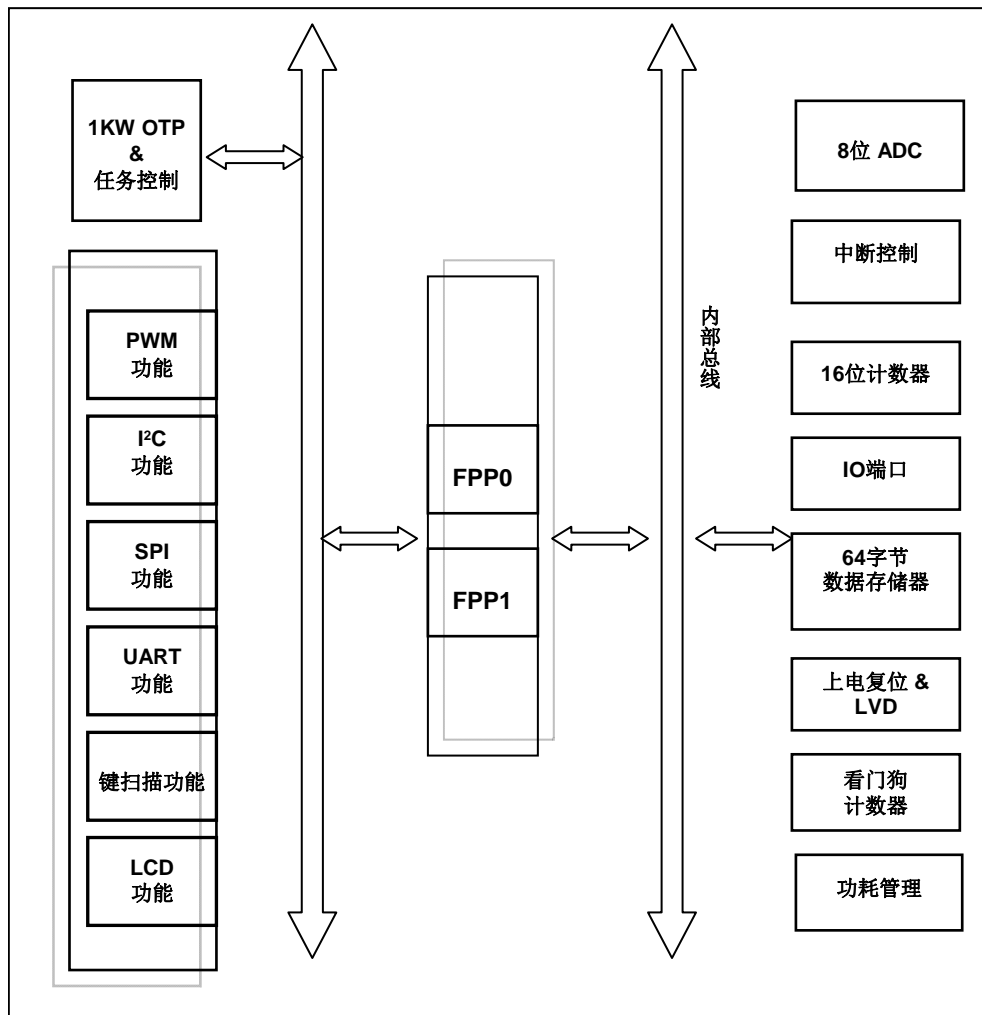 1KW OTP
&
任务控制
PWM
功能
I²C
功能
SPI
功能
UART
功能
键扫描功能
LCD
功能
FPP0
FPP1
内部总线
8位 ADC
中断控制
16位计数器
IO端口
64字节
数据存储器
上电复位 &
LVD
看门狗
计数器
功耗管理